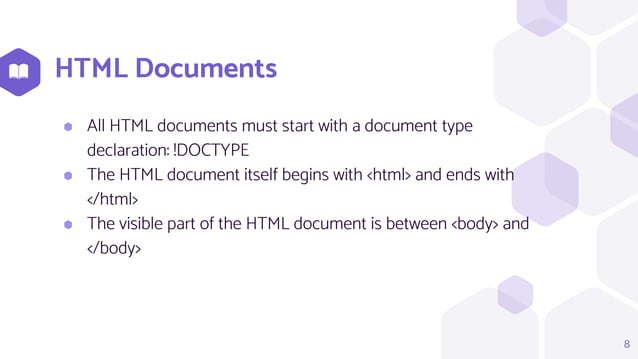 HTML Documents
All HTML documents must start with a document type
declaration: !DOCTYPE
The HTML document itself begins with <html> and ends with
</html>
The visible part of the HTML document is between <body> and
</body>
8